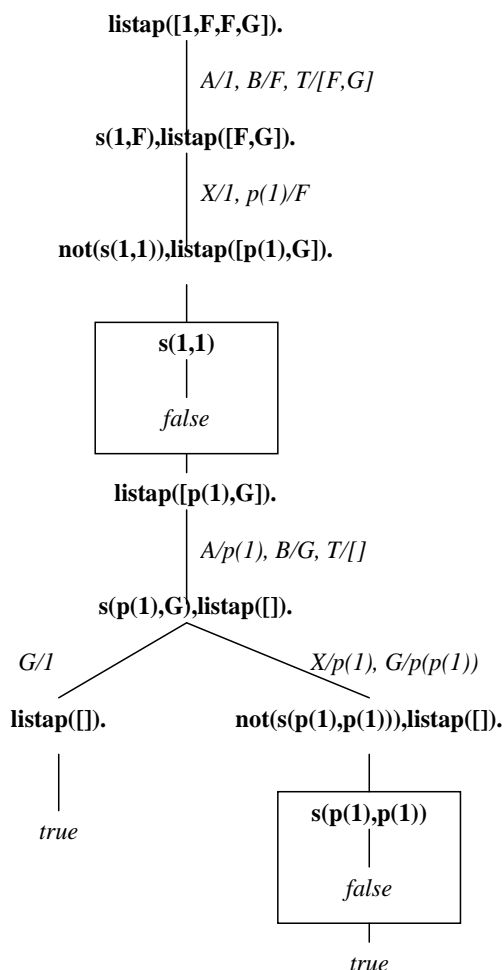 listap([1,F,F,G]).
A/1, B/F, T/[F,G]
s(1,F),listap([F,G]).
X/1, p(1)/F
not(s(1,1)),listap([p(1),G]).
s(1,1)
false
listap([p(1),G]).
A/p(1), B/G, T/[]
s(p(1),G),listap([]).
G/1
X/p(1), G/p(p(1))
listap([]).
not(s(p(1),p(1))),listap([]).
true
s(p(1),p(1))
false
true